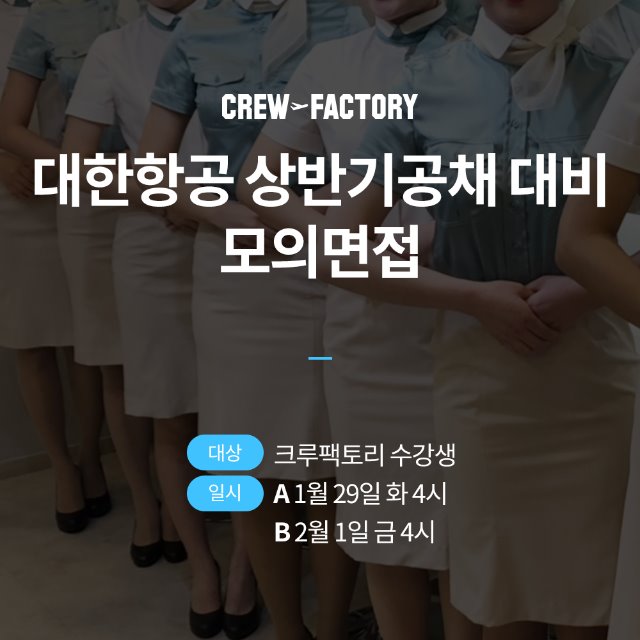 CREW FACTORY
대한항공 상반기공채 대비
모의면접
대상 크루팩토리 수강생
일시 A 1월 29일 화 4시
B 2월 1일 금 4시